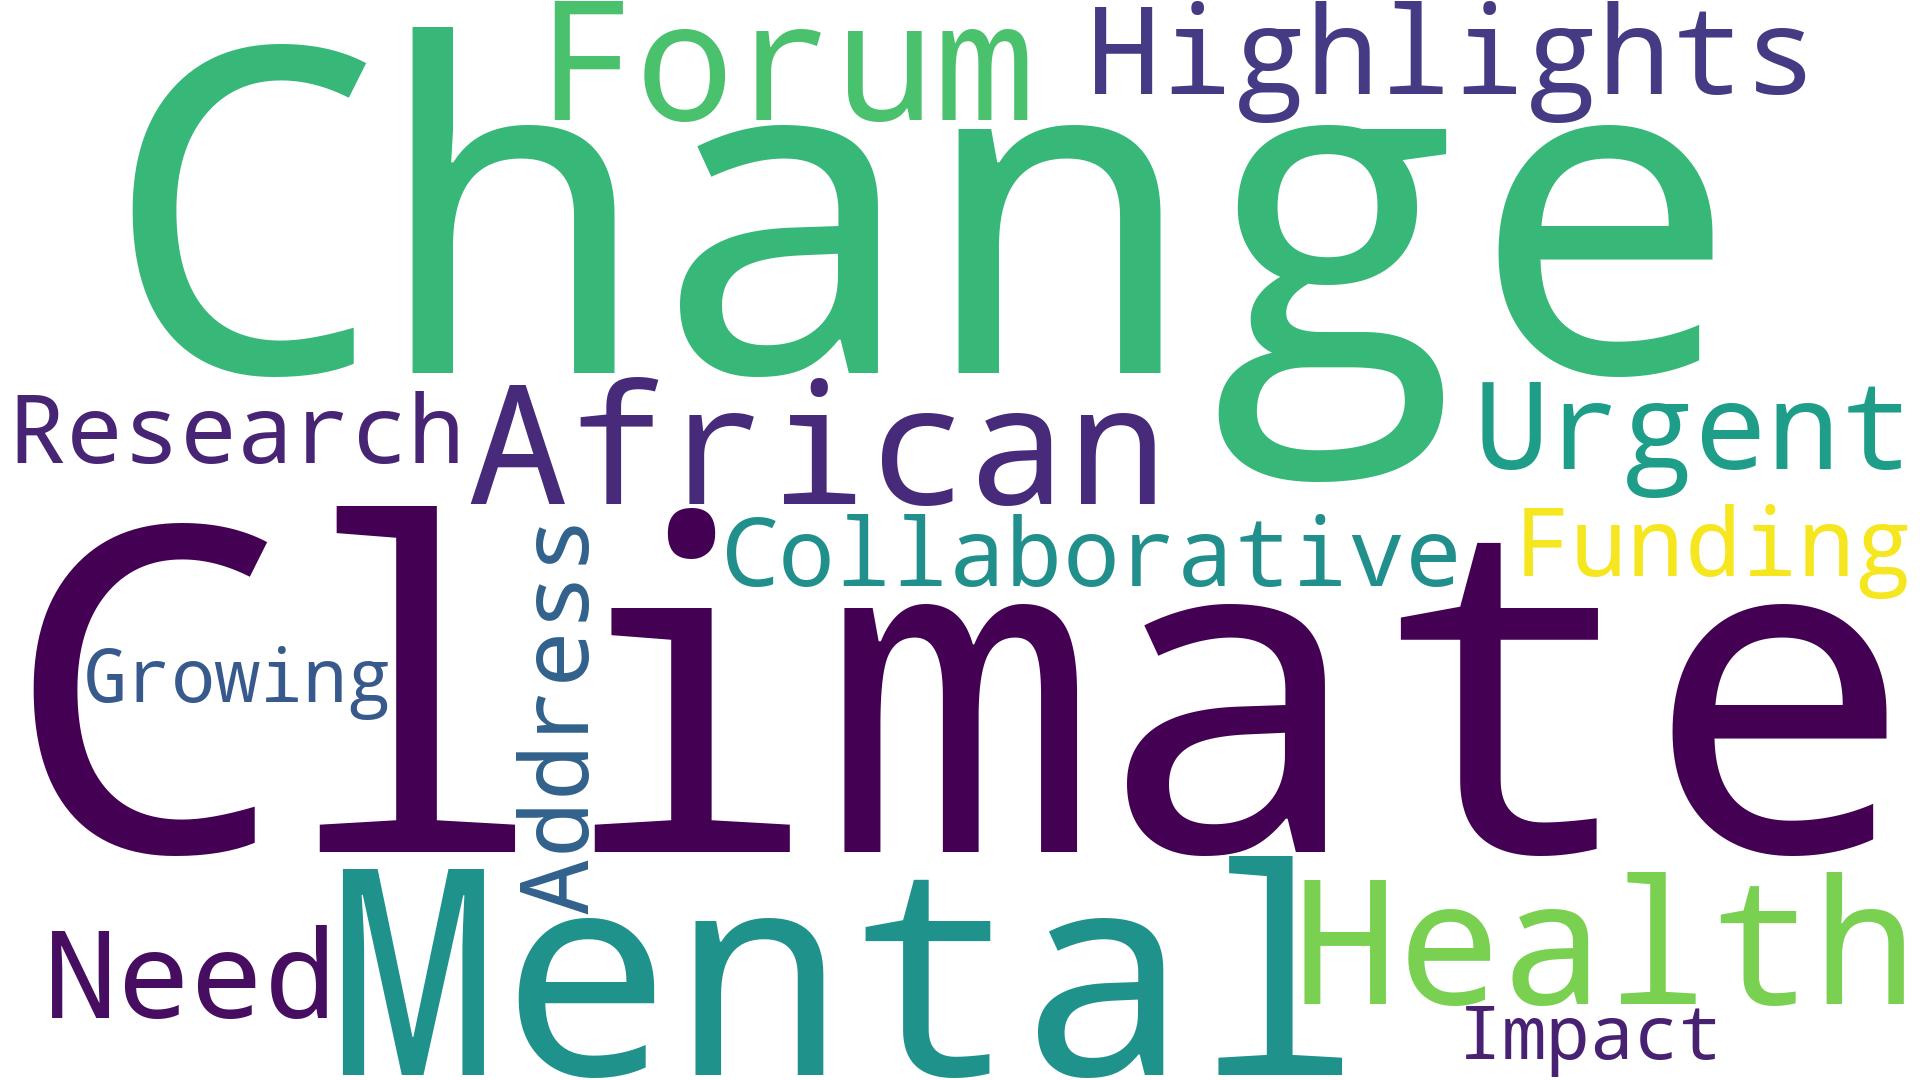 Forum
Highlights
Change
Research
African
Urgent
Collaborative
Funding
Climate
Growing
Address
Mental
Health
Need
Impact